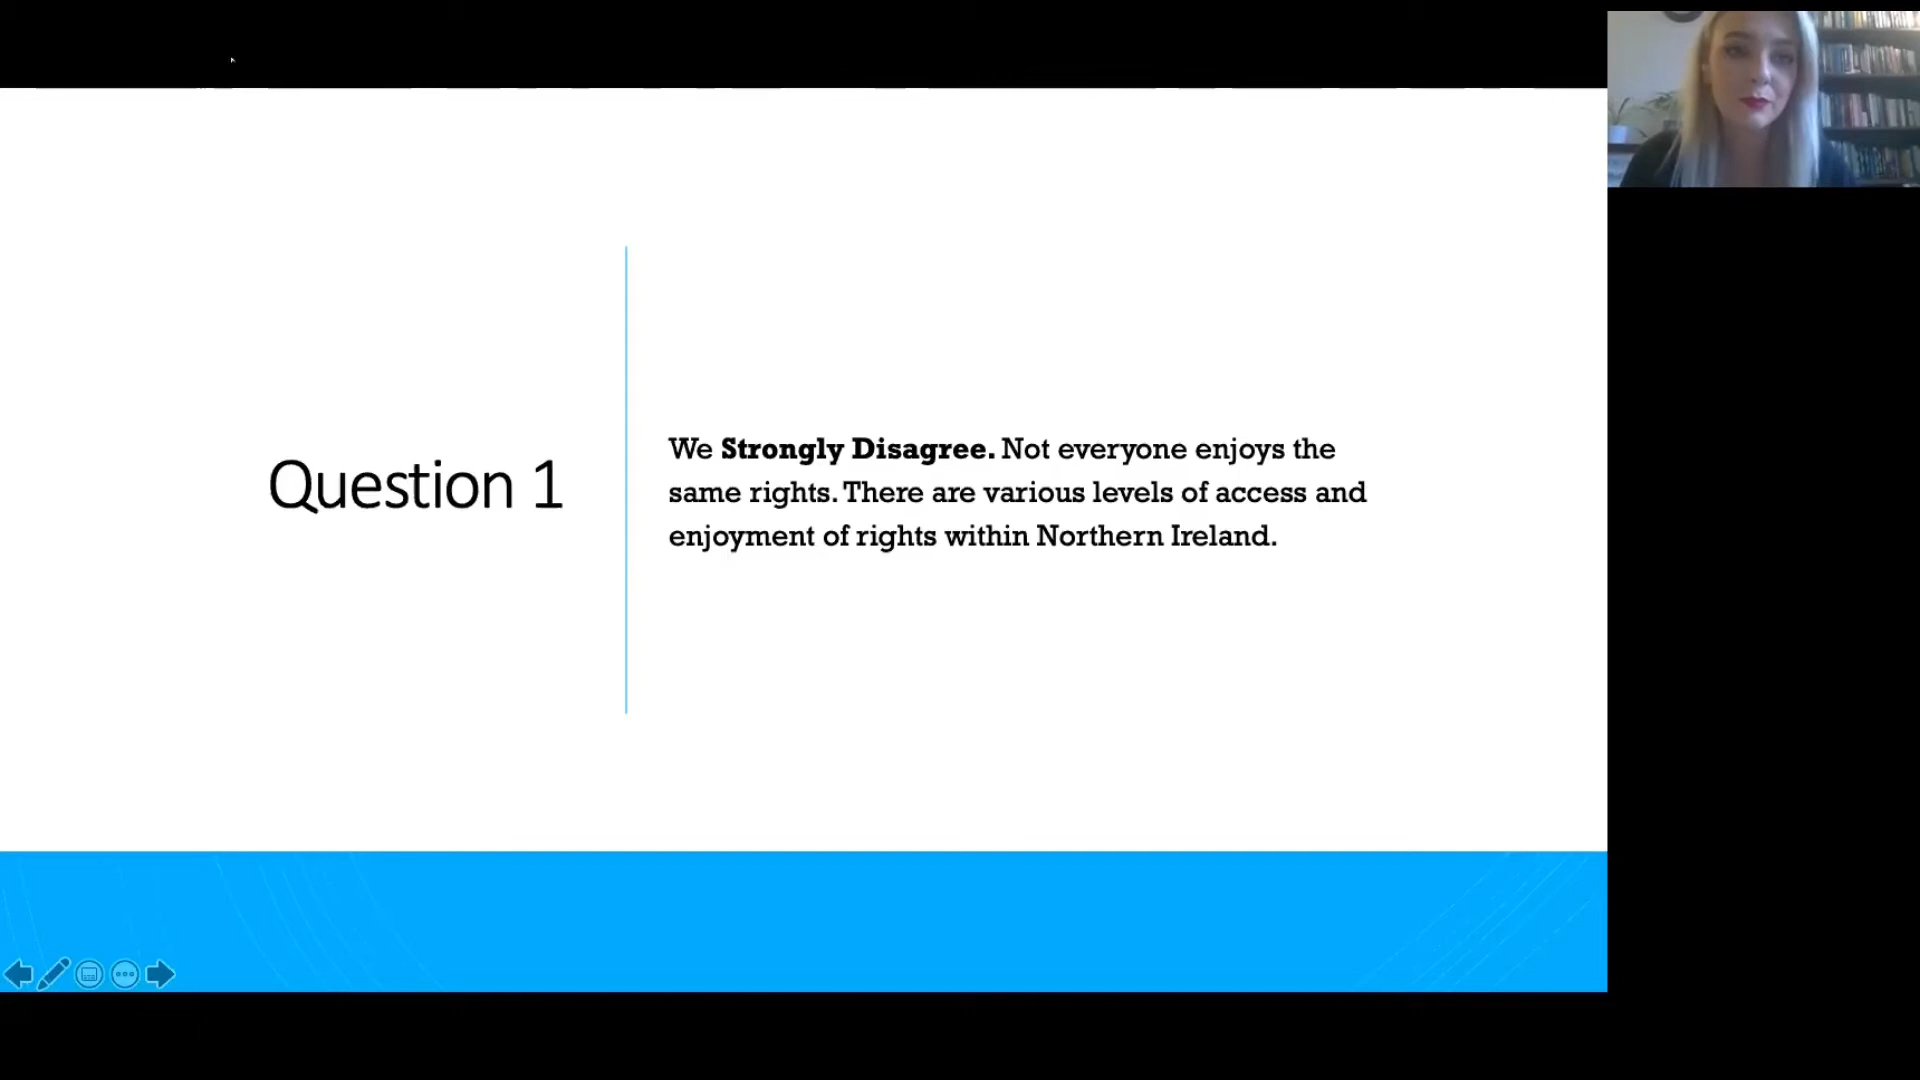 Question 1
We Strongly Disagree. Not everyone enjoys the
same rights. There are various levels of access and
enjoyment of rights within Northern Ireland.